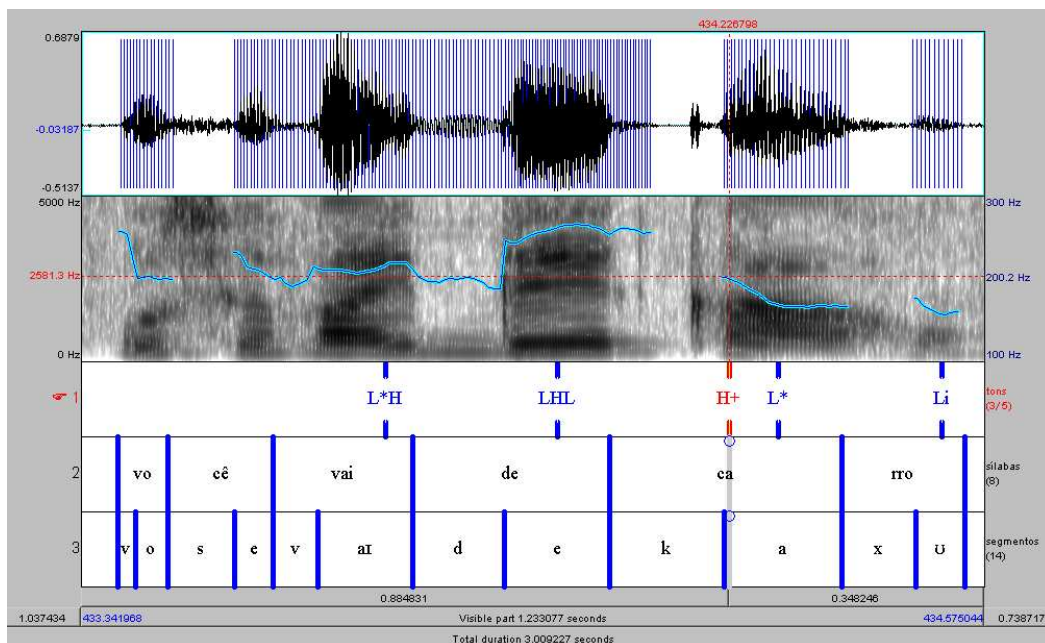 434.226798
0.6879
-0.03187
-0.5137
5000 Hz 300 Hz
2581.3 Hz 200.2 Hz
0 Hz 100 Hz
☞ 1 L*H LHL H+ L* Li tons (3/5)
2 vo cê vai de ca rro sílabas (8)
3 v o s e v aɪ d e k a x ʊ segmentos (14)
0.884831 0.348246
1.037434 433.341968 Visible part 1.233077 seconds 434.575044 0.738717
Total duration 3.009227 seconds